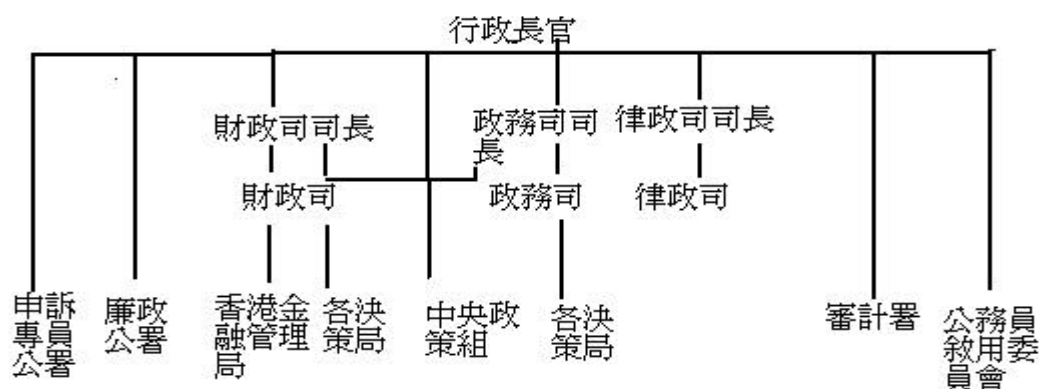 行政長官
財政司司長
政務司司
長
律政司司長
財政司
政務司
律政司
申訴
專員
公署
廉政
公署
香港金
融管理
局
各決
策局
中央政
策組
各決
策局
審計署
公務員
敘用委
員會